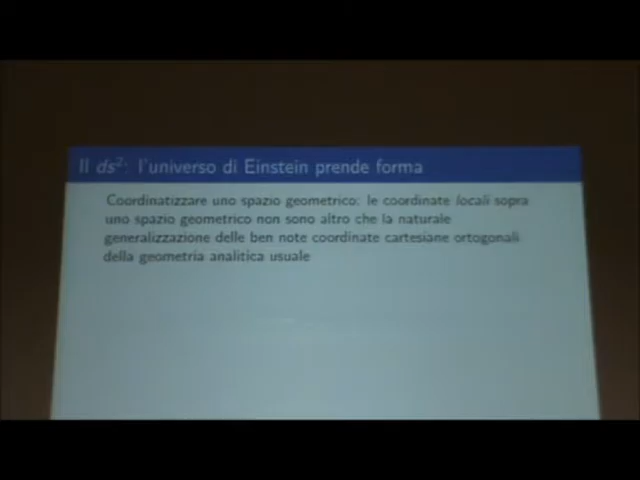 Il ds²: l'universo di Einstein prende forma
Coordinatizzare uno spazio geometrico: le coordinate locali sopra
uno spazio geometrico non sono altro che la naturale
generalizzazione delle ben note coordinate cartesiane ortogonali
della geometria analitica usuale